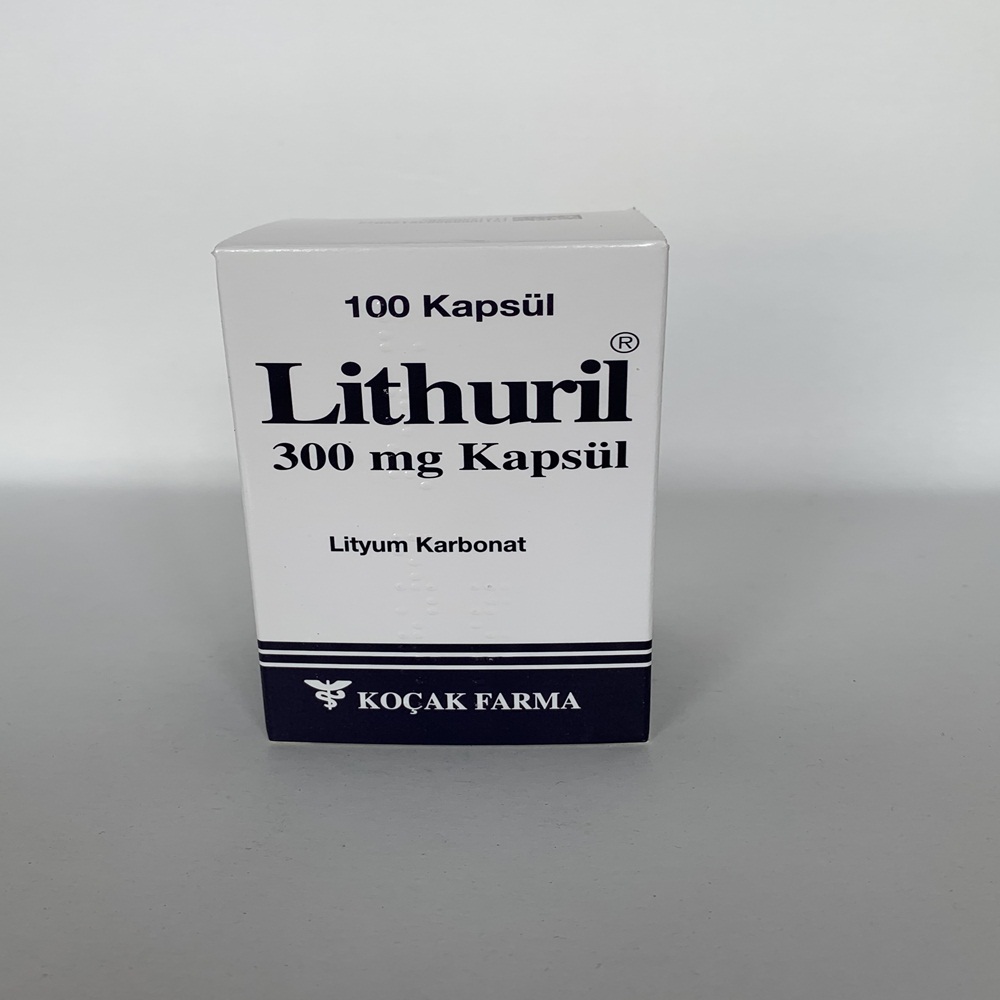 100 Kapsül
Lithuril®
300 mg Kapsül
Lityum Karbonat
KOÇAK FARMA